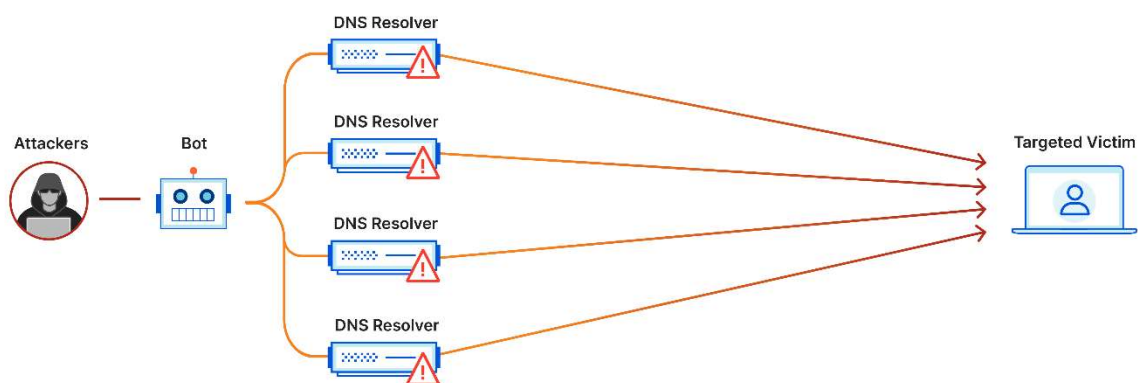 DNS Resolver
DNS Resolver
Attackers
Bot
Targeted Victim
DNS Resolver
DNS Resolver